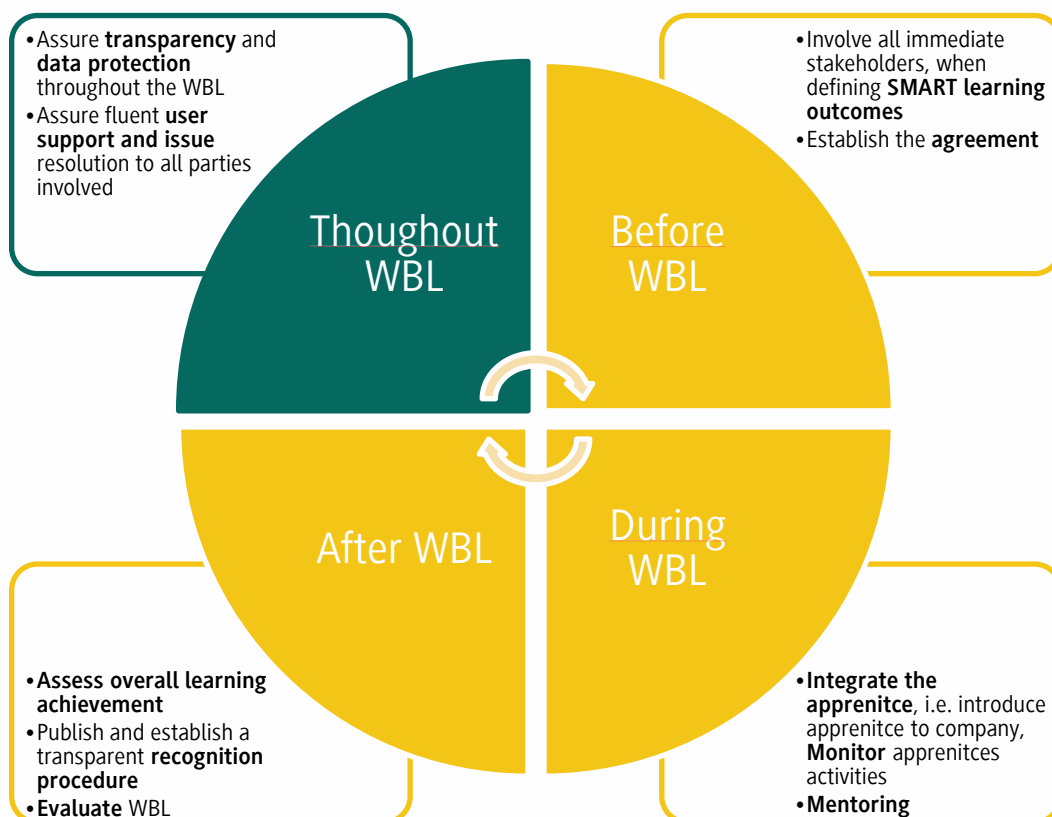 •Assure transparency and
data protection
throughout the WBL
•Assure fluent user
support and issue
resolution to all parties
involved
•Involve all immediate
stakeholders, when
defining SMART learning
outcomes
•Establish the agreement
Thoughout
WBL
Before
WBL
After WBL
During
WBL
•Assess overall learning
achievement
•Publish and establish a
transparent recognition
procedure
•Evaluate WBL
•Integrate the
apprenitce, i.e. introduce
apprenitce to company,
Monitor apprenitces
activities
•Mentoring